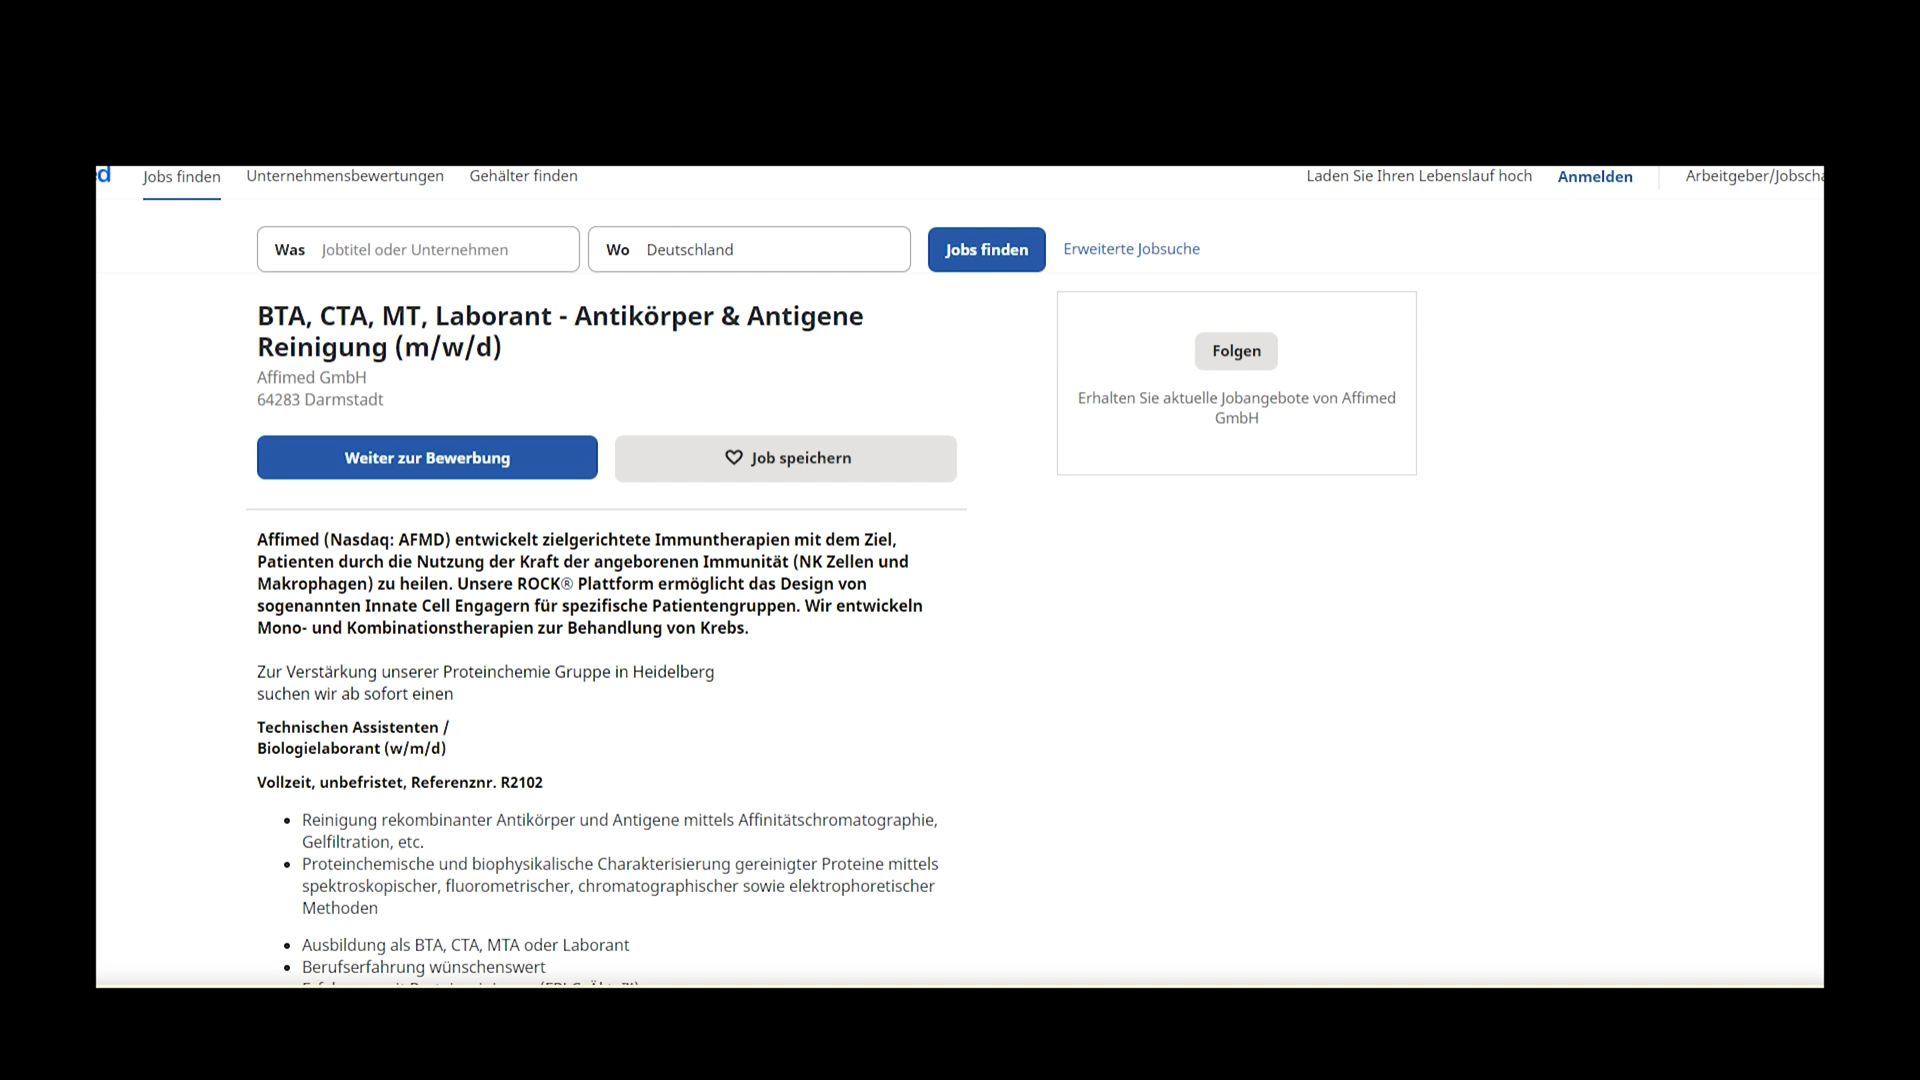 ed
Jobs finden Unternehmensbewertungen Gehälter finden Laden Sie Ihren Lebenslauf hoch Anmelden Arbeitgeber/Jobscha
Was Jobtitel oder Unternehmen Wo Deutschland Jobs finden Erweiterte Jobsuche
BTA, CTA, MT, Laborant - Antikörper & Antigene
Reinigung (m/w/d)
Affimed GmbH
64283 Darmstadt
Weiter zur Bewerbung Job speichern
Folgen
Erhalten Sie aktuelle Jobangebote von Affimed
GmbH
Affimed (Nasdaq: AFMD) entwickelt zielgerichtete Immuntherapien mit dem Ziel,
Patienten durch die Nutzung der Kraft der angeborenen Immunität (NK Zellen und
Makrophagen) zu heilen. Unsere ROCK® Plattform ermöglicht das Design von
sogenannten Innate Cell Engagern für spezifische Patientengruppen. Wir entwickeln
Mono- und Kombinationstherapien zur Behandlung von Krebs.
Zur Verstärkung unserer Proteinchemie Gruppe in Heidelberg
suchen wir ab sofort einen
Technischen Assistenten /
Biologielaborant (w/m/d)
Vollzeit, unbefristet, Referenznr. R2102
• Reinigung rekombinanter Antikörper und Antigene mittels Affinitätschromatographie,
Gelfiltration, etc.
• Proteinchemische und biophysikalische Charakterisierung gereinigter Proteine mittels
spektroskopischer, fluorometrischer, chromatographischer sowie elektrophoretischer
Methoden
• Ausbildung als BTA, CTA, MTA oder Laborant
• Berufserfahrung wünschenswert